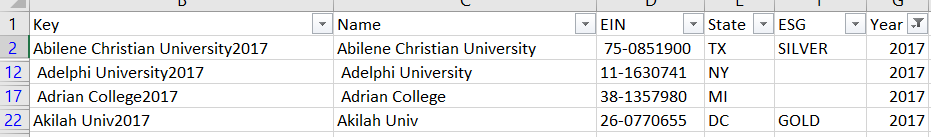 B C D E F G
1 Key Name EIN State ESG Year
2 Abilene Christian University2017 Abilene Christian University 75-0851900 TX SILVER 2017
12 Adelphi University2017 Adelphi University 11-1630741 NY 2017
17 Adrian College2017 Adrian College 38-1357980 MI 2017
22 Akilah Univ2017 Akilah Univ 26-0770655 DC GOLD 2017